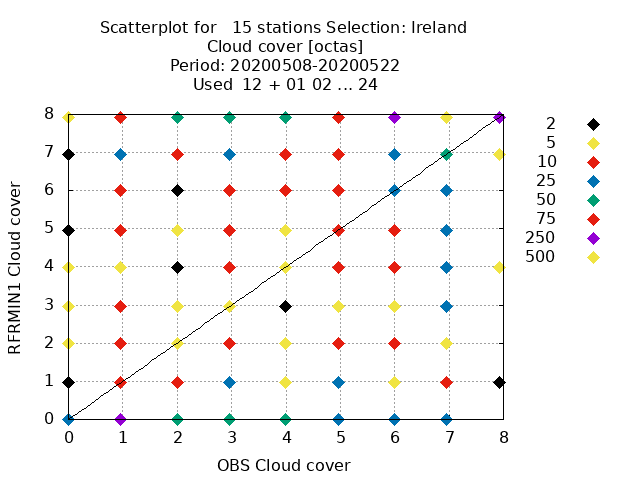 Scatterplot for   15 stations Selection: Ireland
Cloud cover [octas]
Period: 20200508-20200522
Used  12 + 01 02 ... 24
8
7
6
5
4
3
2
1
0
RFRMIN1 Cloud cover
0 1 2 3 4 5 6 7 8
OBS Cloud cover
2
5
10
25
50
75
250
500